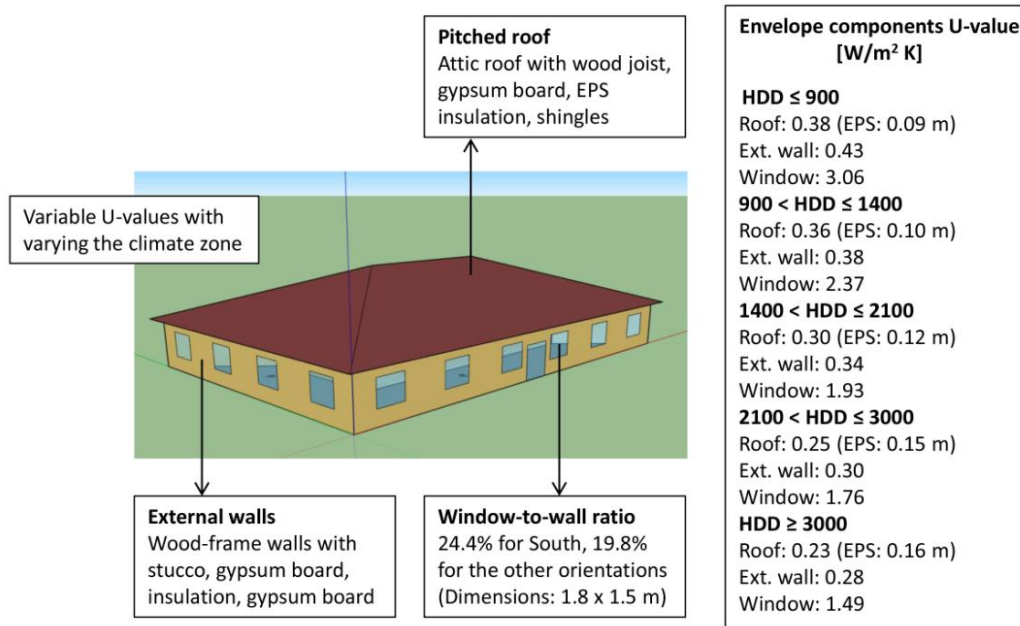 Pitched roof
Attic roof with wood joist,
gypsum board, EPS
insulation, shingles
Variable U-values with
varying the climate zone
External walls
Wood-frame walls with
stucco, gypsum board,
insulation, gypsum board
Window-to-wall ratio
24.4% for South, 19.8%
for the other orientations
(Dimensions: 1.8 x 1.5 m)
Envelope components U-value
[W/m² K]
HDD ≤ 900
Roof: 0.38 (EPS: 0.09 m)
Ext. wall: 0.43
Window: 3.06
900 < HDD ≤ 1400
Roof: 0.36 (EPS: 0.10 m)
Ext. wall: 0.38
Window: 2.37
1400 < HDD ≤ 2100
Roof: 0.30 (EPS: 0.12 m)
Ext. wall: 0.34
Window: 1.93
2100 < HDD ≤ 3000
Roof: 0.25 (EPS: 0.15 m)
Ext. wall: 0.30
Window: 1.76
HDD ≥ 3000
Roof: 0.23 (EPS: 0.16 m)
Ext. wall: 0.28
Window: 1.49